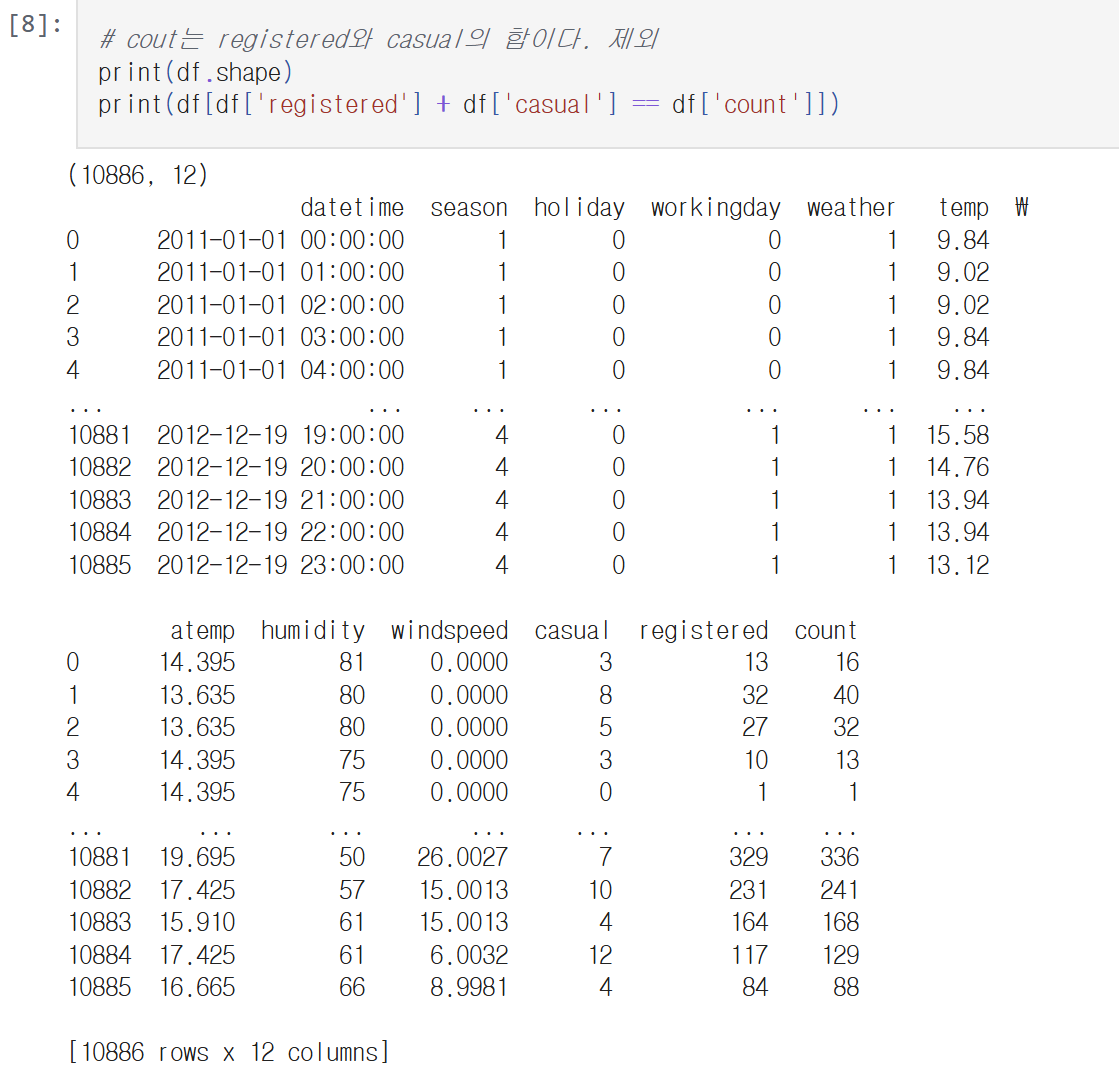 [8]:
# cout는 registered와 casual의 합이다. 제외
print(df.shape)
print(df[df['registered'] + df['casual'] == df['count']])
(10886, 12)
datetime season holiday workingday weather temp ₩
0 2011-01-01 00:00:00 1 0 0 1 9.84
1 2011-01-01 01:00:00 1 0 0 1 9.02
2 2011-01-01 02:00:00 1 0 0 1 9.02
3 2011-01-01 03:00:00 1 0 0 1 9.84
4 2011-01-01 04:00:00 1 0 0 1 9.84
... ... ... ... ... ... ...
10881 2012-12-19 19:00:00 4 0 1 1 15.58
10882 2012-12-19 20:00:00 4 0 1 1 14.76
10883 2012-12-19 21:00:00 4 0 1 1 13.94
10884 2012-12-19 22:00:00 4 0 1 1 13.94
10885 2012-12-19 23:00:00 4 0 1 1 13.12
atemp humidity windspeed casual registered count
0 14.395 81 0.0000 3 13 16
1 13.635 80 0.0000 8 32 40
2 13.635 80 0.0000 5 27 32
3 14.395 75 0.0000 3 10 13
4 14.395 75 0.0000 0 1 1
... ... ... ... ... ... ...
10881 19.695 50 26.0027 7 329 336
10882 17.425 57 15.0013 10 231 241
10883 15.910 61 15.0013 4 164 168
10884 17.425 61 6.0032 12 117 129
10885 16.665 66 8.9981 4 84 88
[10886 rows x 12 columns]